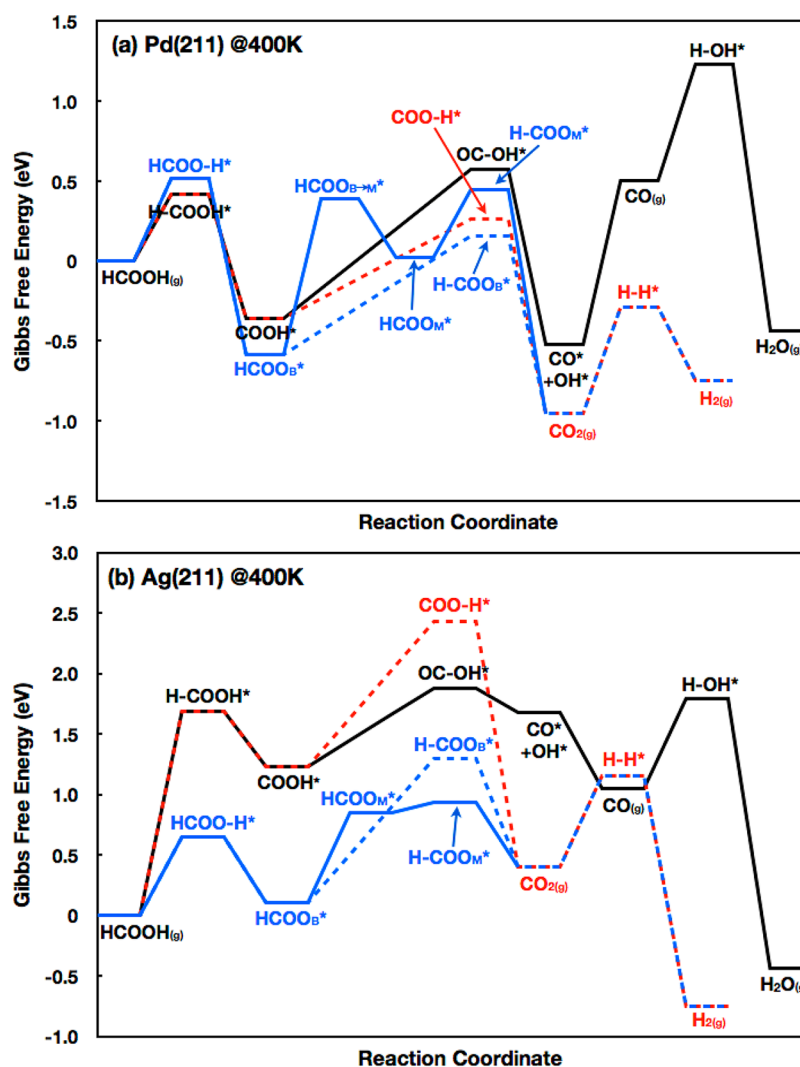 1.5
(a) Pd(211) @400K
H-OH*
1.0
COO-H*
H-COOM*
OC-OH*
HCOO-H*
HCOOB→M*
0.5
H-COOH*
CO(g)
0
HCOOH(g)
H-COOB*
H-H*
HCOOM*
COOH*
-0.5
HCOOB*
CO*
+OH*
H2O(g)
H2(g)
-1.0
CO2(g)
-1.5
Gibbs Free Energy (eV)
Reaction Coordinate
3.0
(b) Ag(211) @400K
2.5
COO-H*
2.0
OC-OH*
H-COOH*
H-OH*
CO*
+OH*
1.5
H-COOB*
H-H*
COOH*
1.0
HCOOM*
CO(g)
HCOO-H*
H-COOM*
0.5
CO2(g)
HCOOB*
0
HCOOH(g)
-0.5
H2O(g
H2(g)
-1.0
Gibbs Free Energy (eV)
Reaction Coordinate